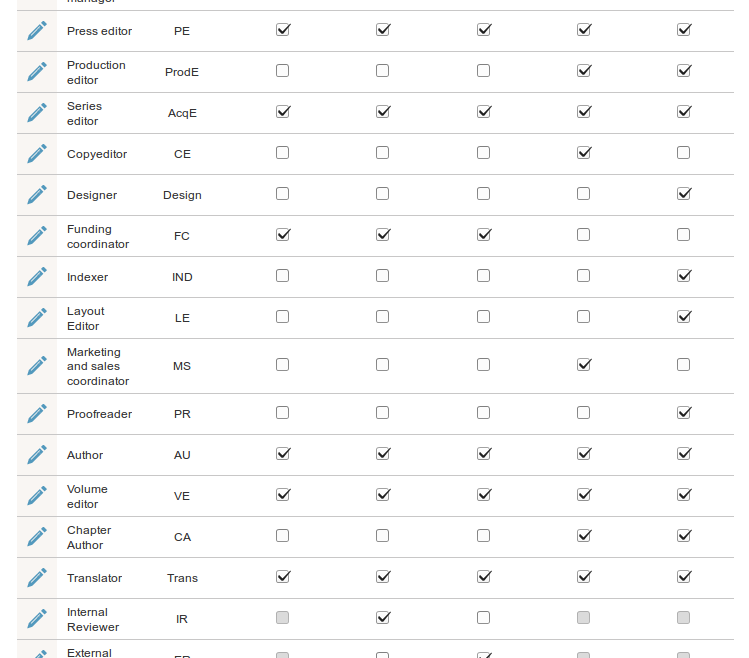 manager
Press editor PE
Production
editor
ProdE
Series
editor
AcqE
Copyeditor CE
Designer Design
Funding
coordinator
FC
Indexer IND
Layout
Editor
LE
Marketing
and sales
coordinator
MS
Proofreader PR
Author AU
Volume
editor
VE
Chapter
Author
CA
Translator Trans
Internal
Reviewer
IR
External
ER